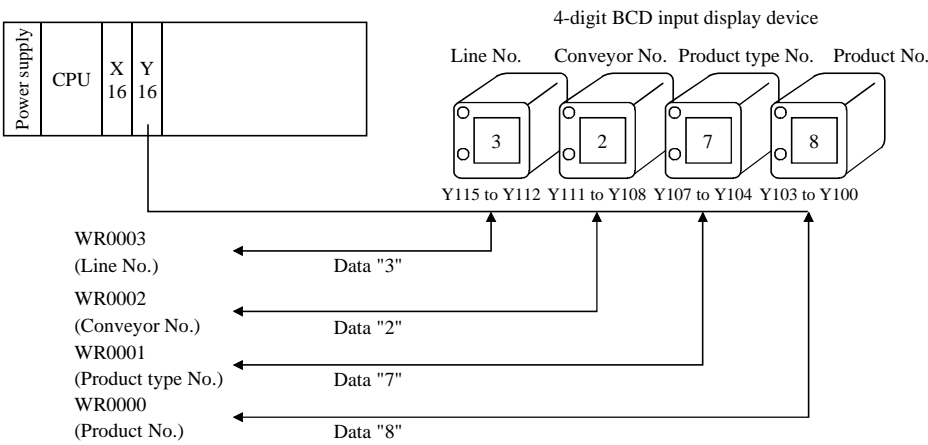 4-digit BCD input display device
Line No. Conveyor No. Product type No. Product No.
Power supply
CPU
X
16
Y
16
3 2 7 8
Y115 to Y112 Y111 to Y108 Y107 to Y104 Y103 to Y100
WR0003
(Line No.)
Data "3"
WR0002
(Conveyor No.)
Data "2"
WR0001
(Product type No.)
Data "7"
WR0000
(Product No.)
Data "8"